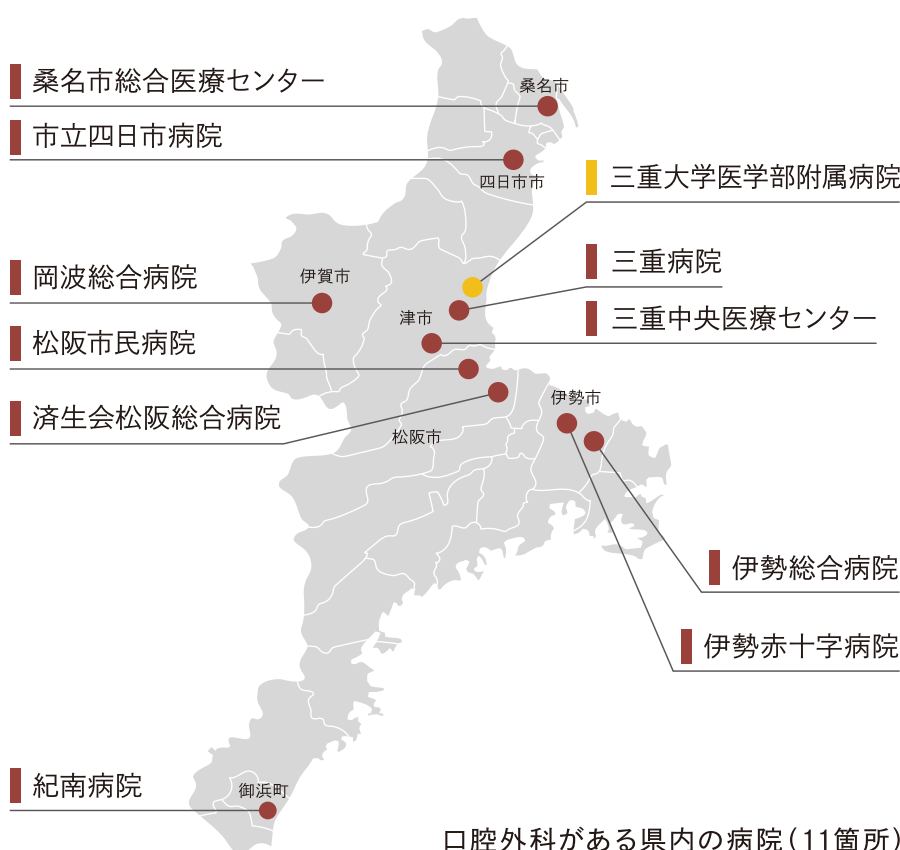 桑名市総合医療センター
桑名市
市立四日市病院
四日市市
三重大学医学部附属病院
三重病院
岡波総合病院
伊賀市
津市
三重中央医療センター
松阪市民病院
済生会松阪総合病院
伊勢市
松阪市
伊勢総合病院
伊勢赤十字病院
紀南病院
御浜町
口腔外科がある県内の病院(11箇所)